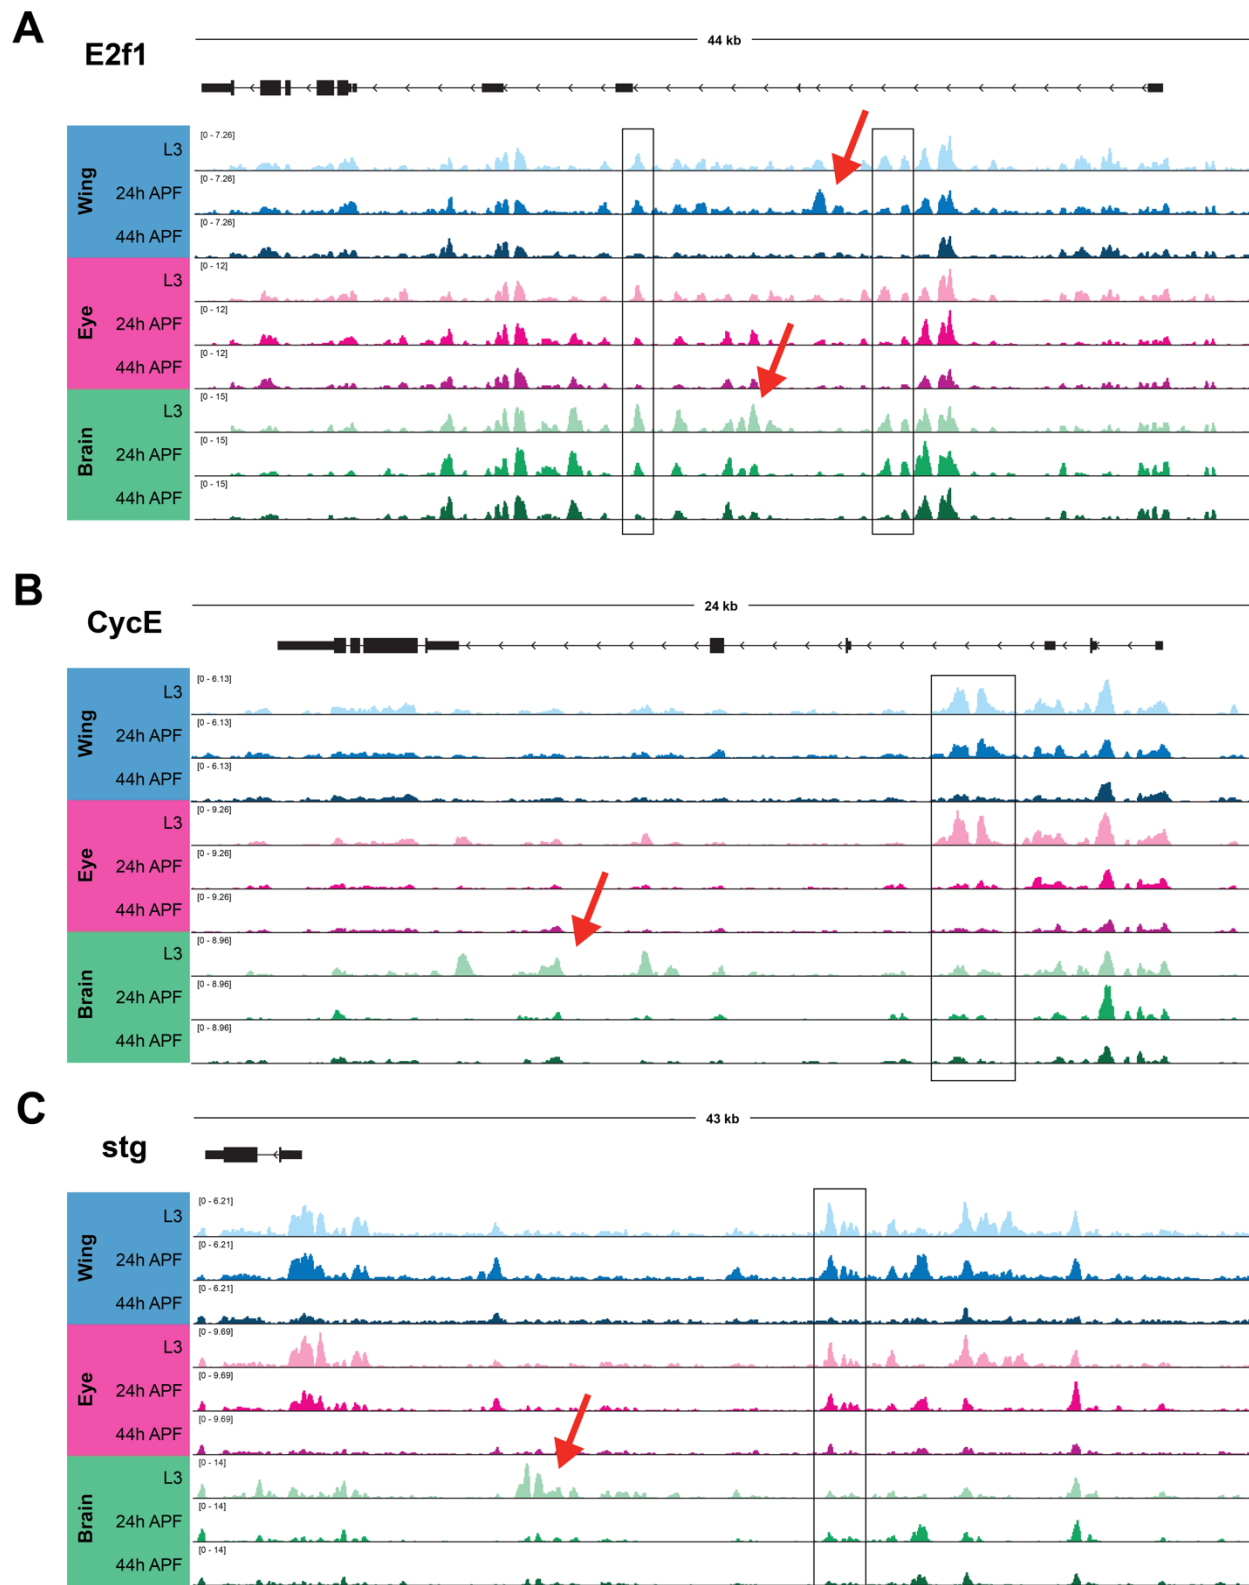 A
E2f1
44 kb
Wing
L3
[0 - 7.26]
24h APF
[0 - 7.26]
44h APF
[0 - 7.26]
Eye
L3
[0 - 12]
24h APF
[0 - 12]
44h APF
[0 - 12]
Brain
L3
[0 - 15]
24h APF
[0 - 15]
44h APF
[0 - 15]
B
CycE
24 kb
Wing
L3
[0 - 6.13]
24h APF
[0 - 6.13]
44h APF
[0 - 6.13]
Eye
L3
[0 - 9.26]
24h APF
[0 - 9.26]
44h APF
[0 - 9.26]
Brain
L3
[0 - 8.96]
24h APF
[0 - 8.96]
44h APF
[0 - 8.96]
C
stg
43 kb
Wing
L3
[0 - 6.21]
24h APF
[0 - 6.21]
44h APF
[0 - 6.21]
Eye
L3
[0 - 9.69]
24h APF
[0 - 9.69]
44h APF
[0 - 9.69]
Brain
L3
[0 - 14]
24h APF
[0 - 14]
44h APF
[0 - 14]